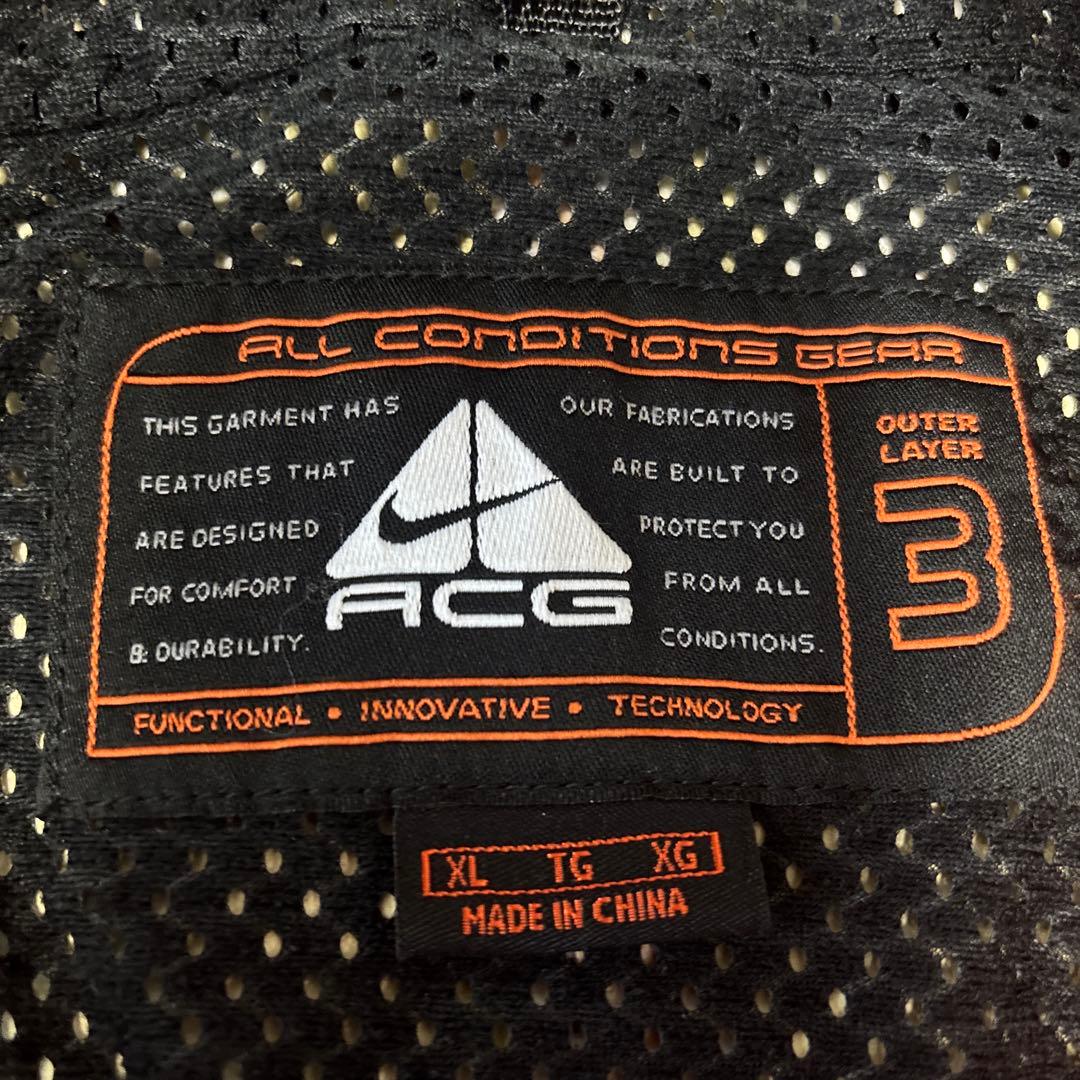 ALL CONDITIONS GEAR
THIS GARMENT HAS
FEATURES THAT
ARE DESIGNED
FOR COMFORT
& DURABILITY.
ACG
OUR FABRICATIONS
ARE BUILT TO
PROTECT YOU
FROM ALL
CONDITIONS.
OUTER
LAYER
3
FUNCTIONAL • INNOVATIVE • TECHNOLOGY
XL TG XG
MADE IN CHINA